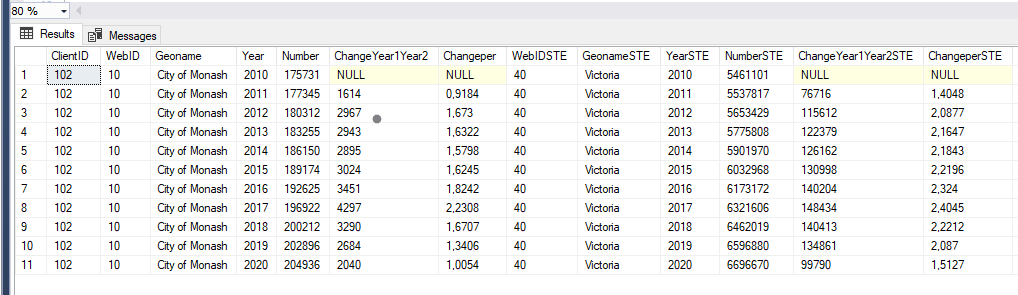 80 %
Results Messages
ClientID WebID Geoname Year Number ChangeYear1Year2 Changeper WebIDSTE GeonameSTE YearSTE NumberSTE ChangeYear1Year2STE ChangeperSTE
1 102 10 City of Monash 2010 175731 NULL NULL 40 Victoria 2010 5461101 NULL NULL
2 102 10 City of Monash 2011 177345 1614 0,9184 40 Victoria 2011 5537817 76716 1,4048
3 102 10 City of Monash 2012 180312 2967 1,673 40 Victoria 2012 5653429 115612 2,0877
4 102 10 City of Monash 2013 183255 2943 1,6322 40 Victoria 2013 5775808 122379 2,1647
5 102 10 City of Monash 2014 186150 2895 1,5798 40 Victoria 2014 5901970 126162 2,1843
6 102 10 City of Monash 2015 189174 3024 1,6245 40 Victoria 2015 6032968 130998 2,2196
7 102 10 City of Monash 2016 192625 3451 1,8242 40 Victoria 2016 6173172 140204 2,324
8 102 10 City of Monash 2017 196922 4297 2,2308 40 Victoria 2017 6321606 148434 2,4045
9 102 10 City of Monash 2018 200212 3290 1,6707 40 Victoria 2018 6462019 140413 2,2212
10 102 10 City of Monash 2019 202896 2684 1,3406 40 Victoria 2019 6596880 134861 2,087
11 102 10 City of Monash 2020 204936 2040 1,0054 40 Victoria 2020 6696670 99790 1,5127